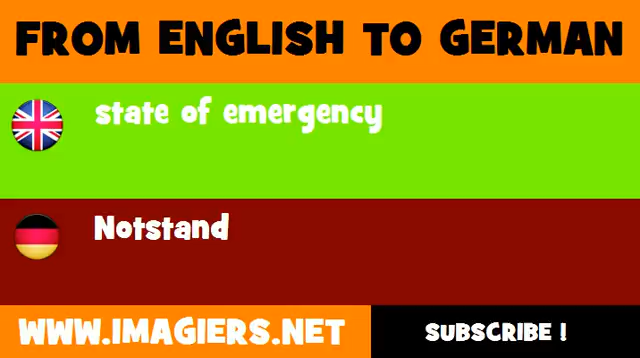 FROM ENGLISH TO GERMAN
state of emergency
Notstand
WWW.IMAGIERS.NET
SUBSCRIBE !